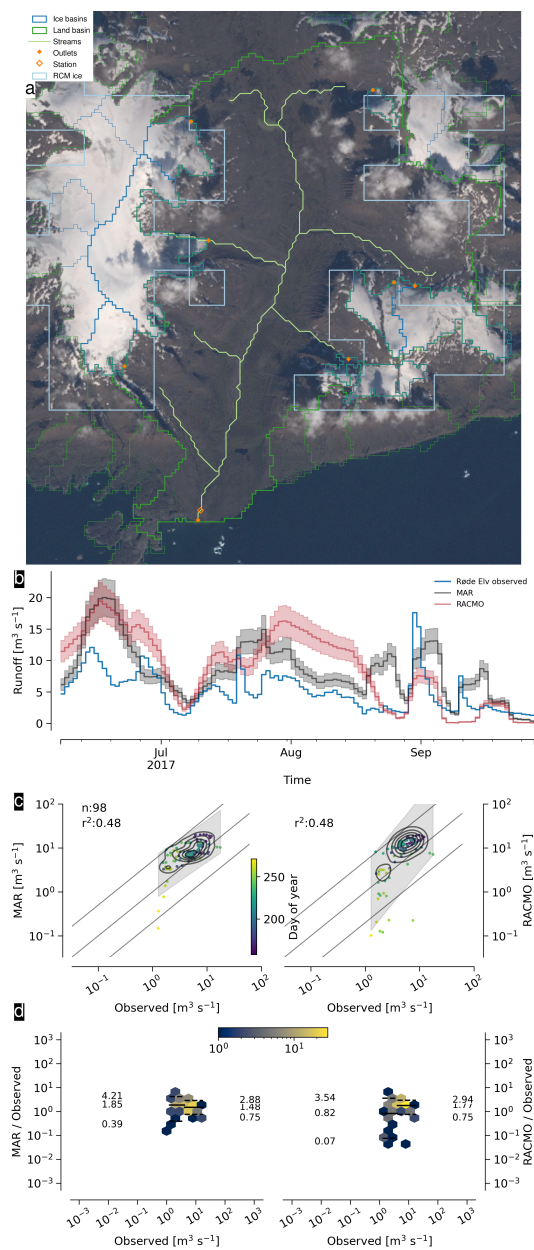 Ice basins
Land basin
Streams
Outlets
Station
RCM ice
a
b
Røde Elv observed
MAR
RACMO
Runoff [m³ s⁻¹]
20
15
10
5
0
Jul
2017
Aug
Sep
Time
c
n:98
r²:0.48
r²:0.48
MAR [m³ s⁻¹]
10²
10¹
10⁰
10⁻¹
250
200
Day of year
10²
10¹
10⁰
10⁻¹
RACMO [m³ s⁻¹]
10⁻¹
10⁰
10¹
10²
10⁻¹
10⁰
10¹
10²
Observed [m³ s⁻¹]
Observed [m³ s⁻¹]
d
10⁰
10¹
MAR / Observed
10³
10²
10¹
10⁰
10⁻¹
10⁻²
10⁻³
4.21
1.85
0.39
2.88
1.48
0.75
3.54
0.82
0.07
2.94
1.77
0.75
10³
10²
10¹
10⁰
10⁻¹
10⁻²
10⁻³
RACMO / Observed
10⁻³
10⁻²
10⁻¹
10⁰
10¹
10²
10³
10⁻³
10⁻²
10⁻¹
10⁰
10¹
10²
10³
Observed [m³ s⁻¹]
Observed [m³ s⁻¹]